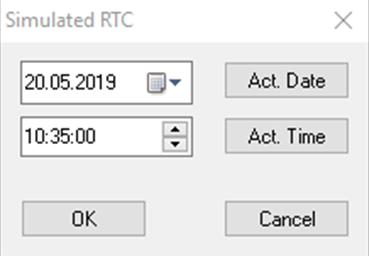 Simulated RTC
20.05.2019 Act. Date
10:35:00 Act. Time
OK Cancel